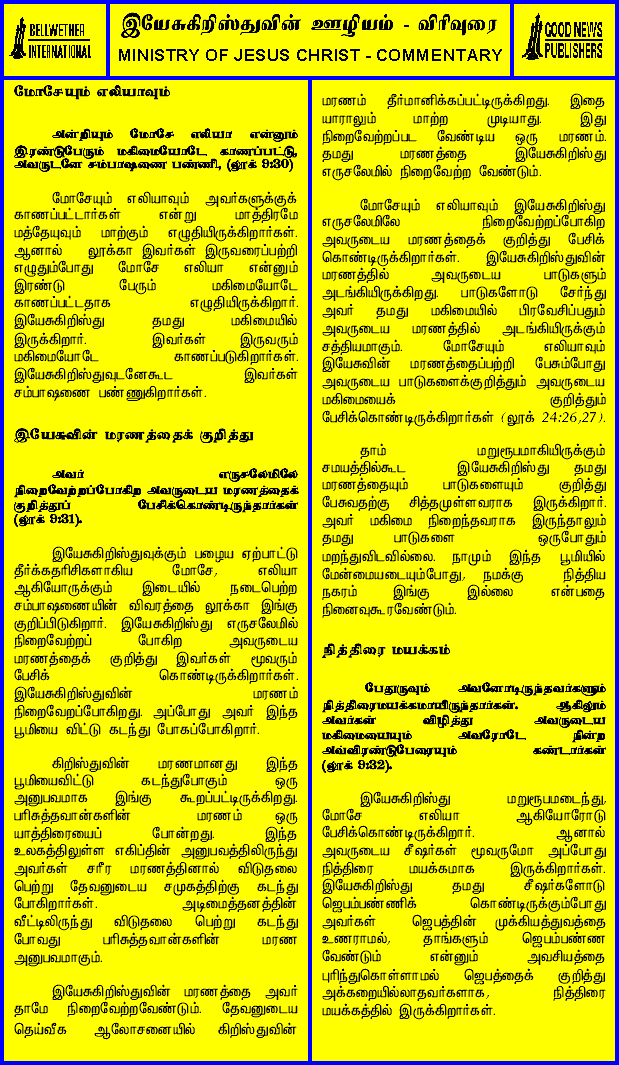 BELLWETHER
INTERNATIONAL
இயேசுகிறிஸ்துவின் ஊழியம் - விரிவுரை
MINISTRY OF JESUS CHRIST - COMMENTARY
GOOD NEWS
PUBLISHERS
மோசேயும் எலியாவும்
அன்றியும் மோசே எலியா என்னும்
இரண்டுபேரும் மகிமையோடே காணப்பட்டு,
அவருடனே சம்பாஷணை பண்ணி, (லூக் 9:30)
மோசேயும் எலியாவும் அவர்களுக்குக்
காணப்பட்டார்கள் என்று மாத்திரமே
மத்தேயுவும் மாற்கும் எழுதியிருக்கிறார்கள்.
ஆனால் லூக்கா இவர்கள் இருவரைப்பற்றி
எழுதும்போது மோசே எலியா என்னும்
இரண்டு பேரும் மகிமையோடே
காணப்பட்டதாக எழுதியிருக்கிறார்.
இயேசுகிறிஸ்து தமது மகிமையில்
இருக்கிறார். இவர்கள் இருவரும்
மகிமையோடே காணப்படுகிறார்கள்.
இயேசுகிறிஸ்துவுடனேகூட இவர்கள்
சம்பாஷணை பண்ணுகிறார்கள்.
இயேசுவின் மரணத்தைக் குறித்து
அவர் எருசலேமிலே
நிறைவேற்றப்போகிற அவருடைய மரணத்தைக்
குறித்துப் பேசிக்கொண்டிருந்தார்கள்
(லூக் 9:31).
இயேசுகிறிஸ்துவுக்கும் பழைய ஏற்பாட்டு
தீர்க்கதரிசிகளாகிய மோசே, எலியா
ஆகியோருக்கும் இடையில் நடைபெற்ற
சம்பாஷணையின் விவரத்தை லூக்கா இங்கு
குறிப்பிடுகிறார். இயேசுகிறிஸ்து எருசலேமில்
நிறைவேற்றப் போகிற அவருடைய
மரணத்தைக் குறித்து இவர்கள் மூவரும்
பேசிக் கொண்டிருக்கிறார்கள்.
இயேசுகிறிஸ்துவின் மரணம்
நிறைவேறப்போகிறது. அப்போது அவர் இந்த
பூமியை விட்டு கடந்து போகப்போகிறார்.
கிறிஸ்துவின் மரணமானது இந்த
பூமியைவிட்டு கடந்துபோகும் ஒரு
அனுபவமாக இங்கு கூறப்பட்டிருக்கிறது.
பரிசுத்தவான்களின் மரணம் ஒரு
யாத்திரையைப் போன்றது. இந்த
உலகத்திலுள்ள எகிப்தின் அனுபவத்திலிருந்து
அவர்கள் சரீர மரணத்தினால் விடுதலை
பெற்று தேவனுடைய சமுகத்திற்கு கடந்து
போகிறார்கள். அடிமைத்தனத்தின்
வீட்டிலிருந்து விடுதலை பெற்று கடந்து
போவது பரிசுத்தவான்களின் மரண
அனுபவமாகும்.
இயேசுகிறிஸ்துவின் மரணத்தை அவர்
தாமே நிறைவேற்றவேண்டும். தேவனுடைய
தெய்வீக ஆலோசனையில் கிறிஸ்துவின்
மரணம் தீர்மானிக்கப்பட்டிருக்கிறது. இதை
யாராலும் மாற்ற முடியாது. இது
நிறைவேற்றப்பட வேண்டிய ஒரு மரணம்.
தமது மரணத்தை இயேசுகிறிஸ்து
எருசலேமில் நிறைவேற்ற வேண்டும்.
மோசேயும் எலியாவும் இயேசுகிறிஸ்து
எருசலேமிலே நிறைவேற்றப்போகிற
அவருடைய மரணத்தைக் குறித்து பேசிக்
கொண்டிருக்கிறார்கள். இயேசுகிறிஸ்துவின்
மரணத்தில் அவருடைய பாடுகளும்
அடங்கியிருக்கிறது. பாடுகளோடு சேர்ந்து
அவர் தமது மகிமையில் பிரவேசிப்பதும்
அவருடைய மரணத்தில் அடங்கியிருக்கும்
சத்தியமாகும். மோசேயும் எலியாவும்
இயேசுவின் மரணத்தைப்பற்றி பேசும்போது
அவருடைய பாடுகளைக்குறித்தும் அவருடைய
மகிமையைக் குறித்தும்
பேசிக்கொண்டிருக்கிறார்கள் (லூக் 24:26,27).
தாம் மறுரூபமாகியிருக்கும்
சமயத்தில்கூட இயேசுகிறிஸ்து தமது
மரணத்தையும் பாடுகளையும் குறித்து
பேசுவதற்கு சித்தமுள்ளவராக இருக்கிறார்.
அவர் மகிமை நிறைந்தவராக இருந்தாலும்
தமது பாடுகளை ஒருபோதும்
மறந்துவிடவில்லை. நாமும் இந்த பூமியில்
மேன்மையடையும்போது, நமக்கு நித்திய
நகரம் இங்கு இல்லை என்பதை
நினைவுகூரவேண்டும்.
நித்திரை மயக்கம்
பேதுருவும் அவனோடிருந்தவர்களும்
நித்திரைமயக்கமாயிருந்தார்கள். ஆகிலும்
அவர்கள் விழித்து அவருடைய
மகிமையையும் அவரோடே நின்ற
அவ்விரண்டுபேரையும் கண்டார்கள்
(லூக் 9:32).
இயேசுகிறிஸ்து மறுரூபமடைந்து,
மோசே எலியா ஆகியோரோடு
பேசிக்கொண்டிருக்கிறார். ஆனால்
அவருடைய சீஷர்கள் மூவருமோ அப்போது
நித்திரை மயக்கமாக இருக்கிறார்கள்.
இயேசுகிறிஸ்து தமது சீஷர்களோடு
ஜெபம்பண்ணிக் கொண்டிருக்கும்போது
அவர்கள் ஜெபத்தின் முக்கியத்துவத்தை
உணராமல், தாங்களும் ஜெபம்பண்ண
வேண்டும் என்னும் அவசியத்தை
புரிந்துகொள்ளாமல் ஜெபத்தைக் குறித்து
அக்கறையில்லாதவர்களாக, நித்திரை
மயக்கத்தில் இருக்கிறார்கள்.